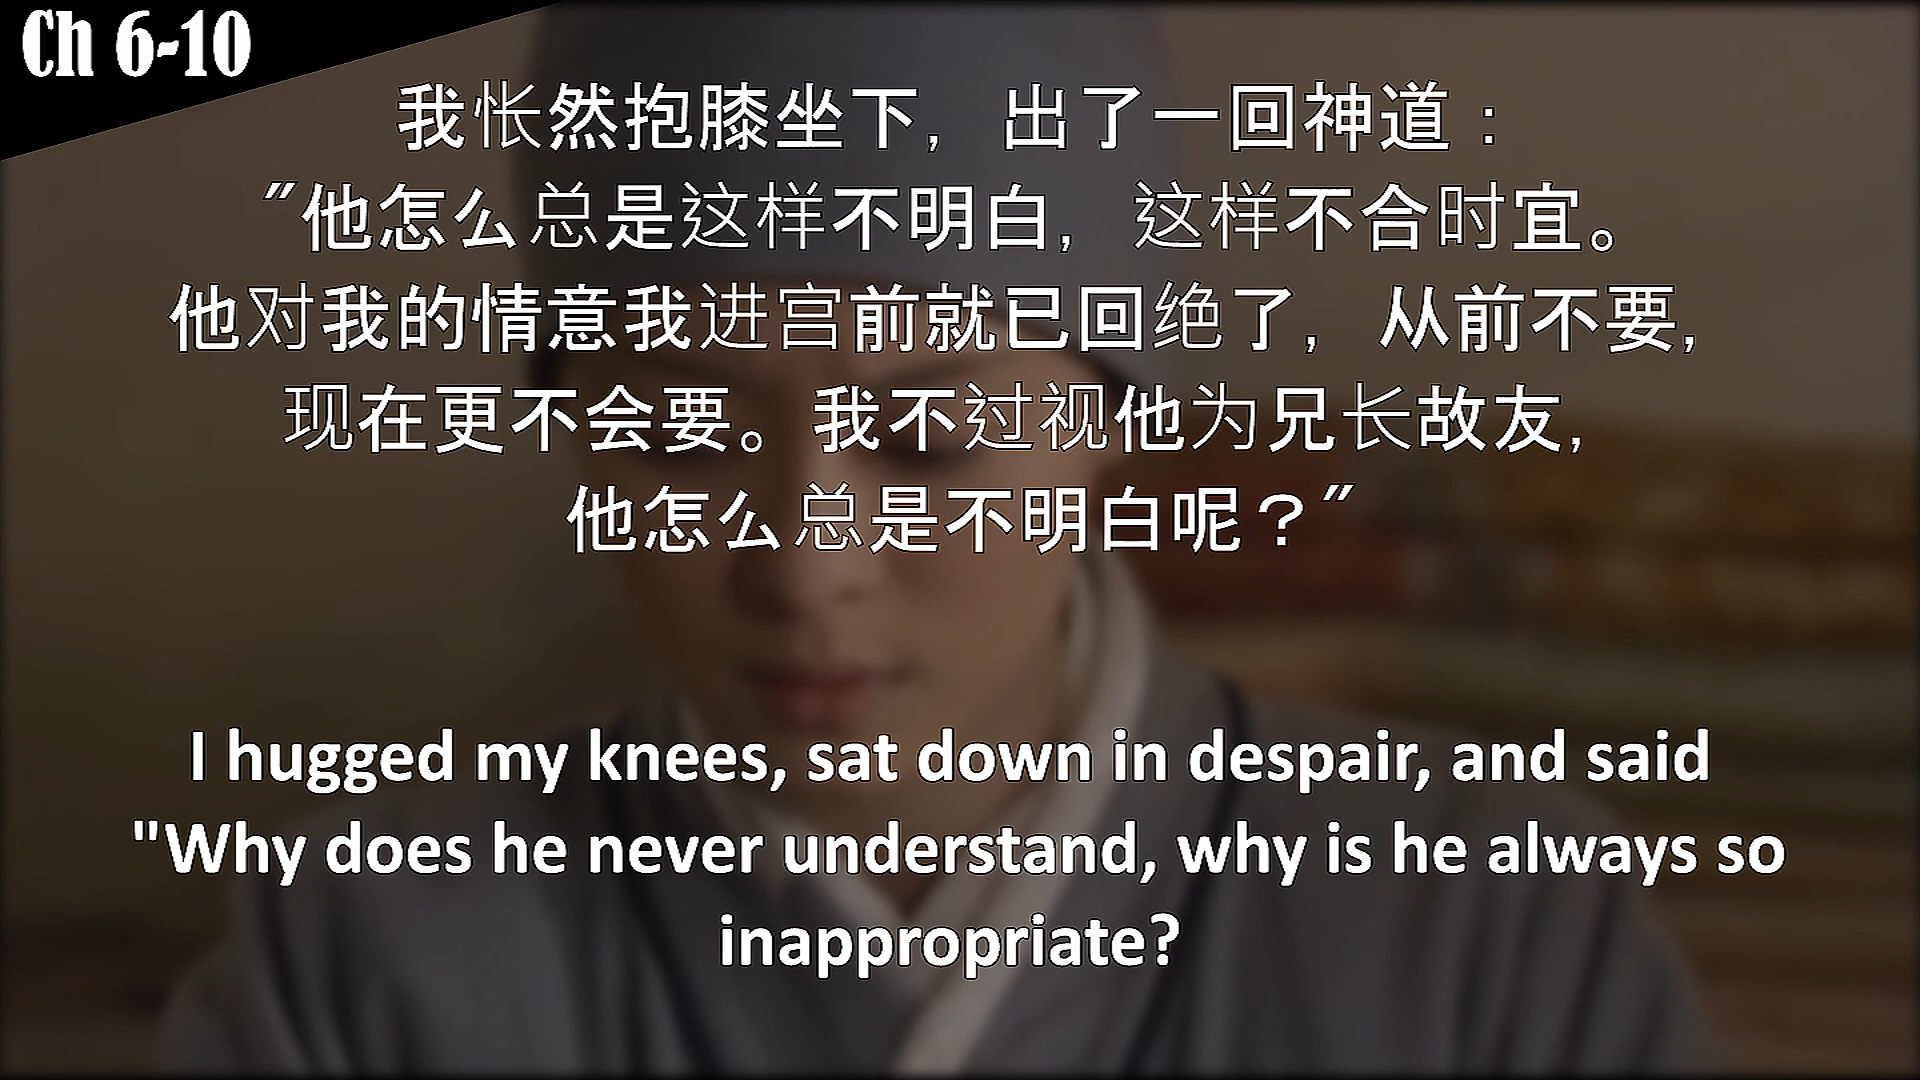 Ch 6-10
我怅然抱膝坐下，出了一回神道：
"他怎么总是这样不明白，这样不合时宜。
他对我的情意我进宫前就已回绝了，从前不要，
现在更不会要。我不过视他为兄长故友，
他怎么总是不明白呢？"
I hugged my knees, sat down in despair, and said
"Why does he never understand, why is he always so
inappropriate?